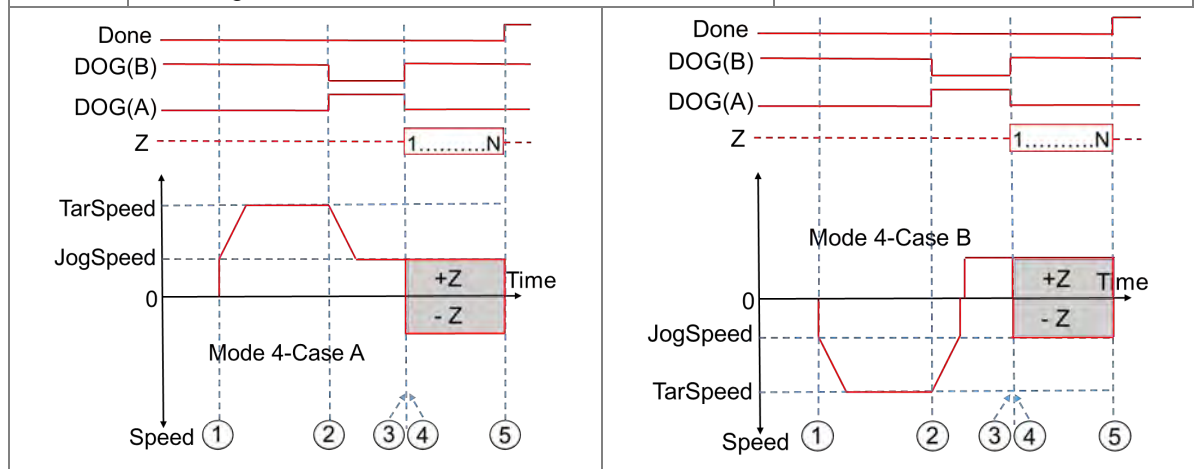 Done
DOG(B)
DOG(A)
Z
1..........N
TarSpeed
JogSpeed
+Z
Time
0
- Z
Mode 4-Case A
Speed
1
2
3
4
5
Done
DOG(B)
DOG(A)
Z
1..........N
Mode 4-Case B
+Z
Time
0
- Z
JogSpeed
TarSpeed
Speed
1
2
3
4
5